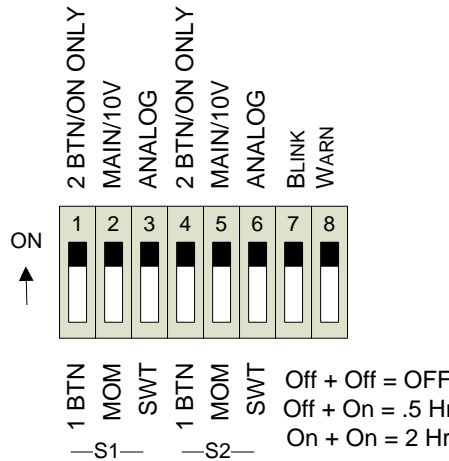 2 BTN/ON ONLY
MAIN/10V
ANALOG
2 BTN/ON ONLY
MAIN/10V
ANALOG
BLINK
WARN
ON
1 2 3 4 5 6 7 8
1 BTN
MOM
SWT
1 BTN
MOM
SWT
S1
S2
Off + Off = OFF
Off + On = .5 Hr
On + On = 2 Hr